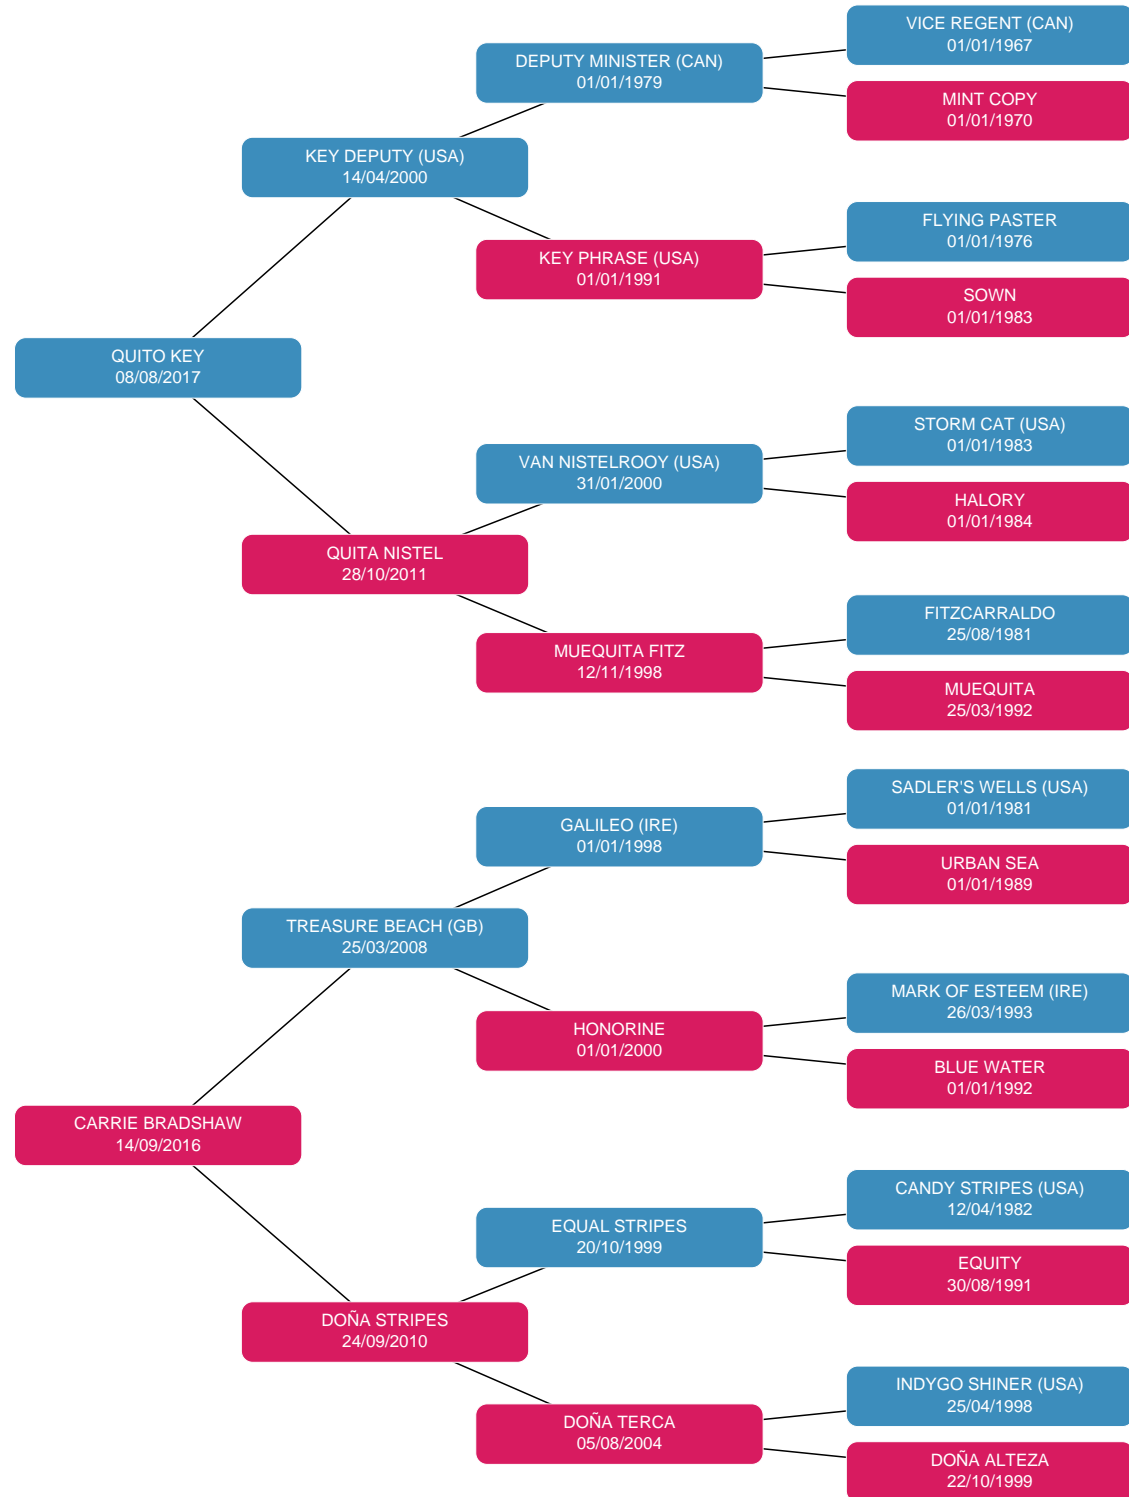 VICE REGENT (CAN)
01/01/1967
DEPUTY MINISTER (CAN)
01/01/1979
MINT COPY
01/01/1970
KEY DEPUTY (USA)
14/04/2000
FLYING PASTER
01/01/1976
KEY PHRASE (USA)
01/01/1991
SOWN
01/01/1983
QUITO KEY
08/08/2017
STORM CAT (USA)
01/01/1983
VAN NISTELROOY (USA)
31/01/2000
HALORY
01/01/1984
QUITA NISTEL
28/10/2011
FITZCARRALDO
25/08/1981
MUEQUITA FITZ
12/11/1998
MUEQUITA
25/03/1992
SADLER'S WELLS (USA)
01/01/1981
GALILEO (IRE)
01/01/1998
URBAN SEA
01/01/1989
TREASURE BEACH (GB)
25/03/2008
MARK OF ESTEEM (IRE)
26/03/1993
HONORINE
01/01/2000
BLUE WATER
01/01/1992
CARRIE BRADSHAW
14/09/2016
CANDY STRIPES (USA)
12/04/1982
EQUAL STRIPES
20/10/1999
EQUITY
30/08/1991
DOÑA STRIPES
24/09/2010
INDYGO SHINER (USA)
25/04/1998
DOÑA TERCA
05/08/2004
DOÑA ALTEZA
22/10/1999